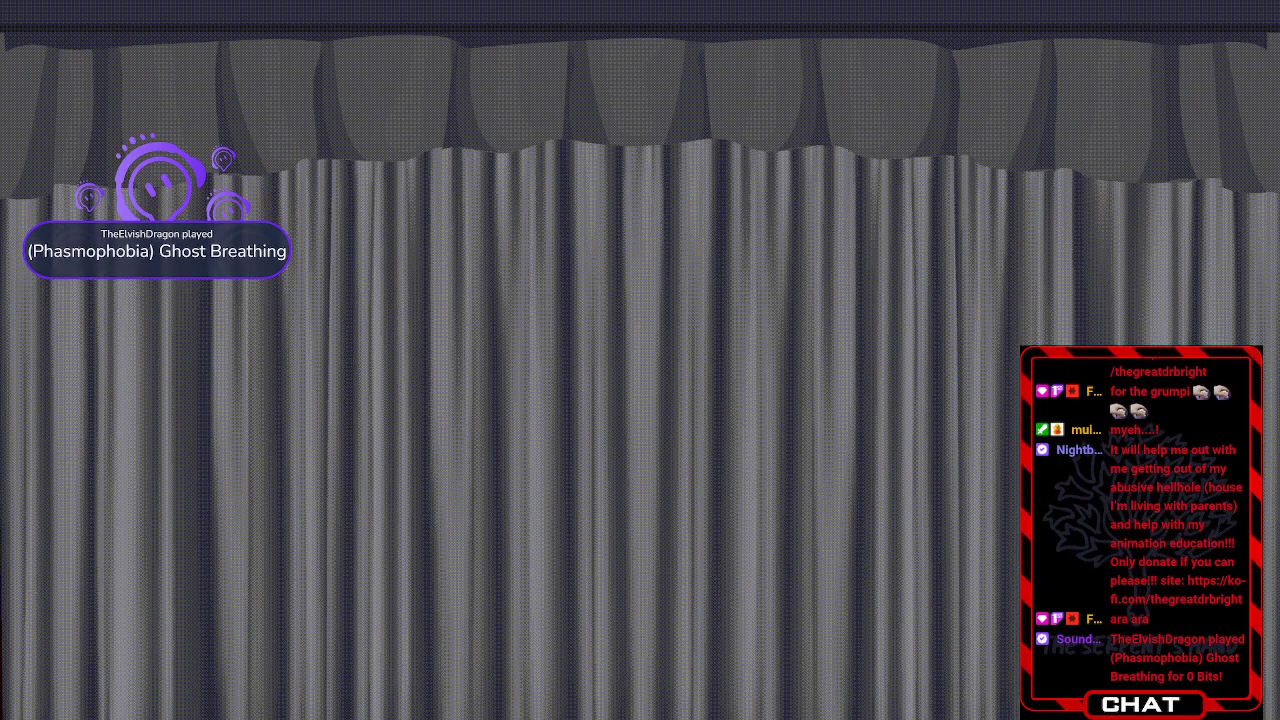 TheElvishDragon played
(Phasmophobia) Ghost Breathing
/thegreatdrbright
F... for the grumpi
mul... myeh....!
Nightb... It will help me out with
me getting out of my
abusive hellhole (house
I'm living with parents)
and help with my
animation education!!!
Only donate if you can
please!!! site: https://ko-
fi.com/thegreatdrbright
F... ara ara
Sound... TheElvishDragon played
THE SERPENT'S HAND
(Phasmophobia) Ghost
Breathing for 0 Bits!
CHAT